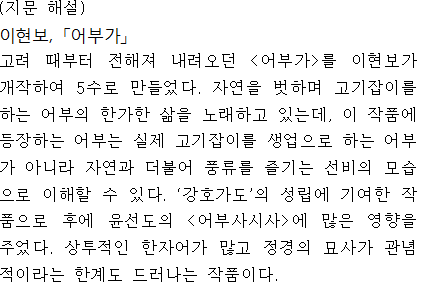 (지문 해설)
이현보,「어부가」
고려 때부터 전해져 내려오던 <어부가>를 이현보가
개작하여 5수로 만들었다. 자연을 벗하며 고기잡이를
하는 어부의 한가한 삶을 노래하고 있는데, 이 작품에
등장하는 어부는 실제 고기잡이를 생업으로 하는 어부
가 아니라 자연과 더불어 풍류를 즐기는 선비의 모습
으로 이해할 수 있다. ‘강호가도’의 성립에 기여한 작
품으로 후에 윤선도의 <어부사시사>에 많은 영향을
주었다. 상투적인 한자어가 많고 정경의 묘사가 관념
적이라는 한계도 드러나는 작품이다.